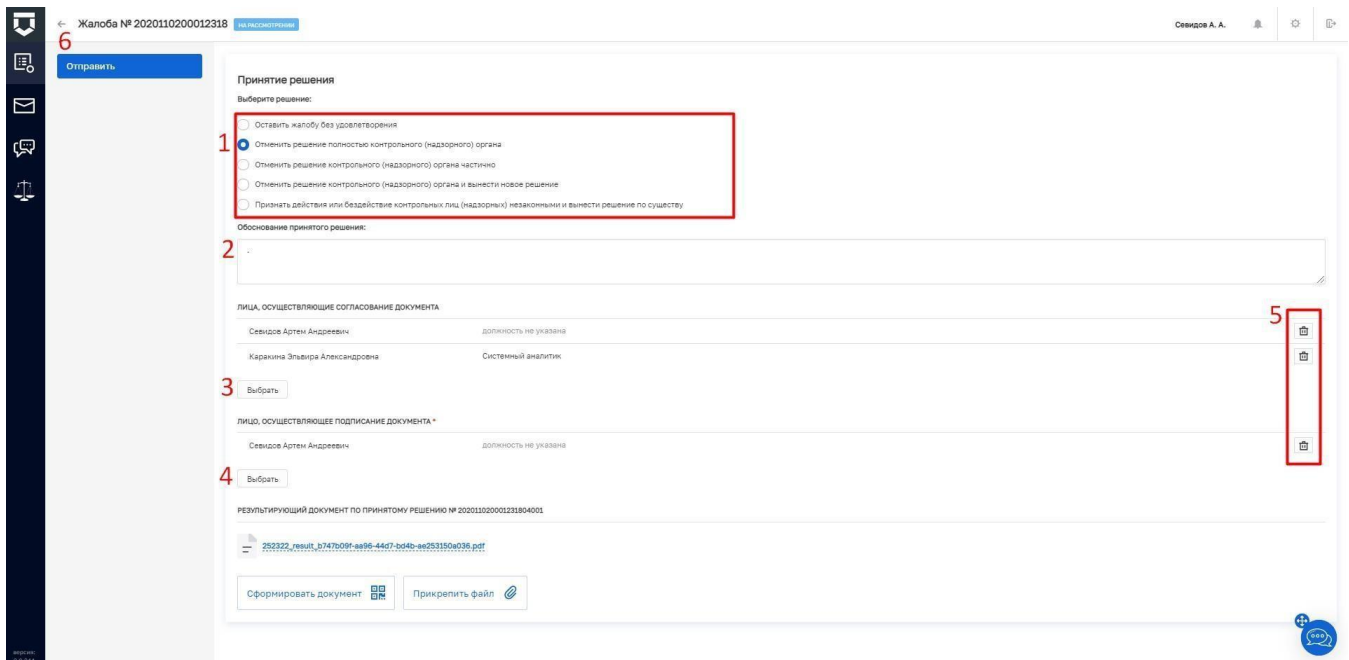 Жалоба № 2020110200012318 НА РАССМОТРЕНИИ
Севидов А. А.
6
Отправить
Принятие решения
Выберите решение:
1
Оставить жалобу без удовлетворения
Отменить решение полностью контрольного (надзорного) органа
Отменить решение контрольного (надзорного) органа частично
Отменить решение контрольного (надзорного) органа и вынести новое решение
Признать действия или бездействие контрольных лиц (надзорных) незаконными и вынести решение по существу
Обоснование принятого решения:
2
.
ЛИЦА, ОСУЩЕСТВЛЯЮЩИЕ СОГЛАСОВАНИЕ ДОКУМЕНТА
5
Севидов Артем Андреевич должность не указана
Каракина Эльвира Александровна Системный аналитик
3 Выбрать
ЛИЦО, ОСУЩЕСТВЛЯЮЩЕЕ ПОДПИСАНИЕ ДОКУМЕНТА *
Севидов Артем Андреевич должность не указана
4 Выбрать
РЕЗУЛЬТИРУЮЩИЙ ДОКУМЕНТ ПО ПРИНЯТОМУ РЕШЕНИЮ № 202011020001231804001
252322_result_b747b09f-aa96-44d7-bd4b-ae253150a036.pdf
Сформировать документ Прикрепить файл
версия: